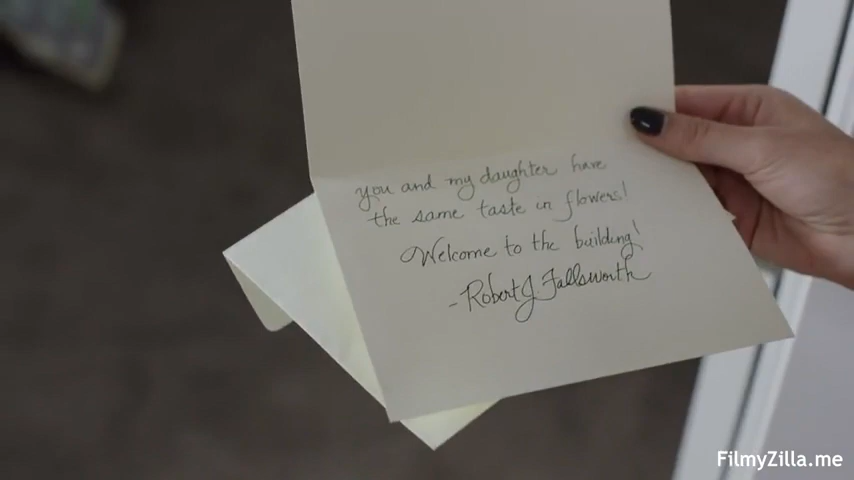 you and my daughter have
the same taste in flowers!
Welcome to the building!
-Robert J. Fallsworth
FilmyZilla.me